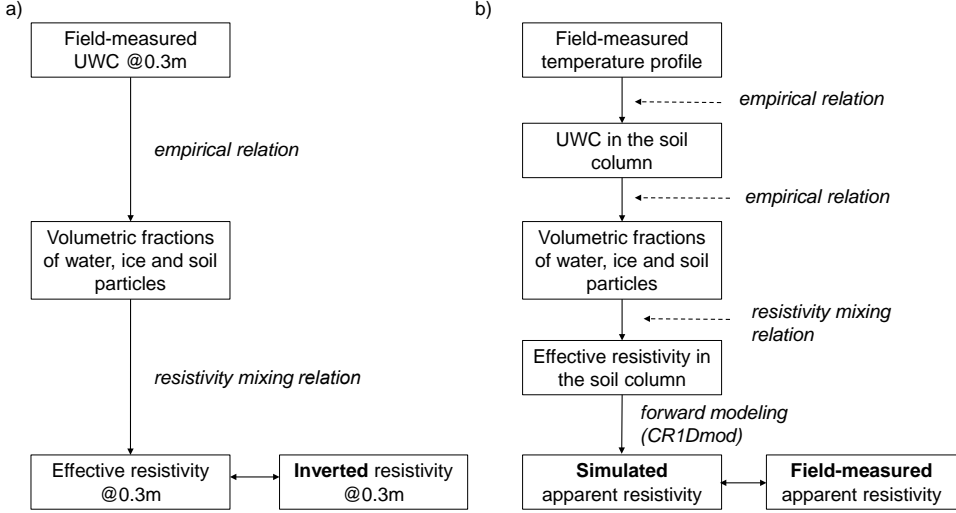 a)
Field-measured
UWC @0.3m
empirical relation
Volumetric fractions
of water, ice and soil
particles
resistivity mixing relation
Effective resistivity
@0.3m
Inverted resistivity
@0.3m
b)
Field-measured
temperature profile
empirical relation
UWC in the soil
column
empirical relation
Volumetric fractions
of water, ice and soil
particles
resistivity mixing
relation
Effective resistivity in
the soil column
forward modeling
(CR1Dmod)
Simulated
apparent resistivity
Field-measured
apparent resistivity